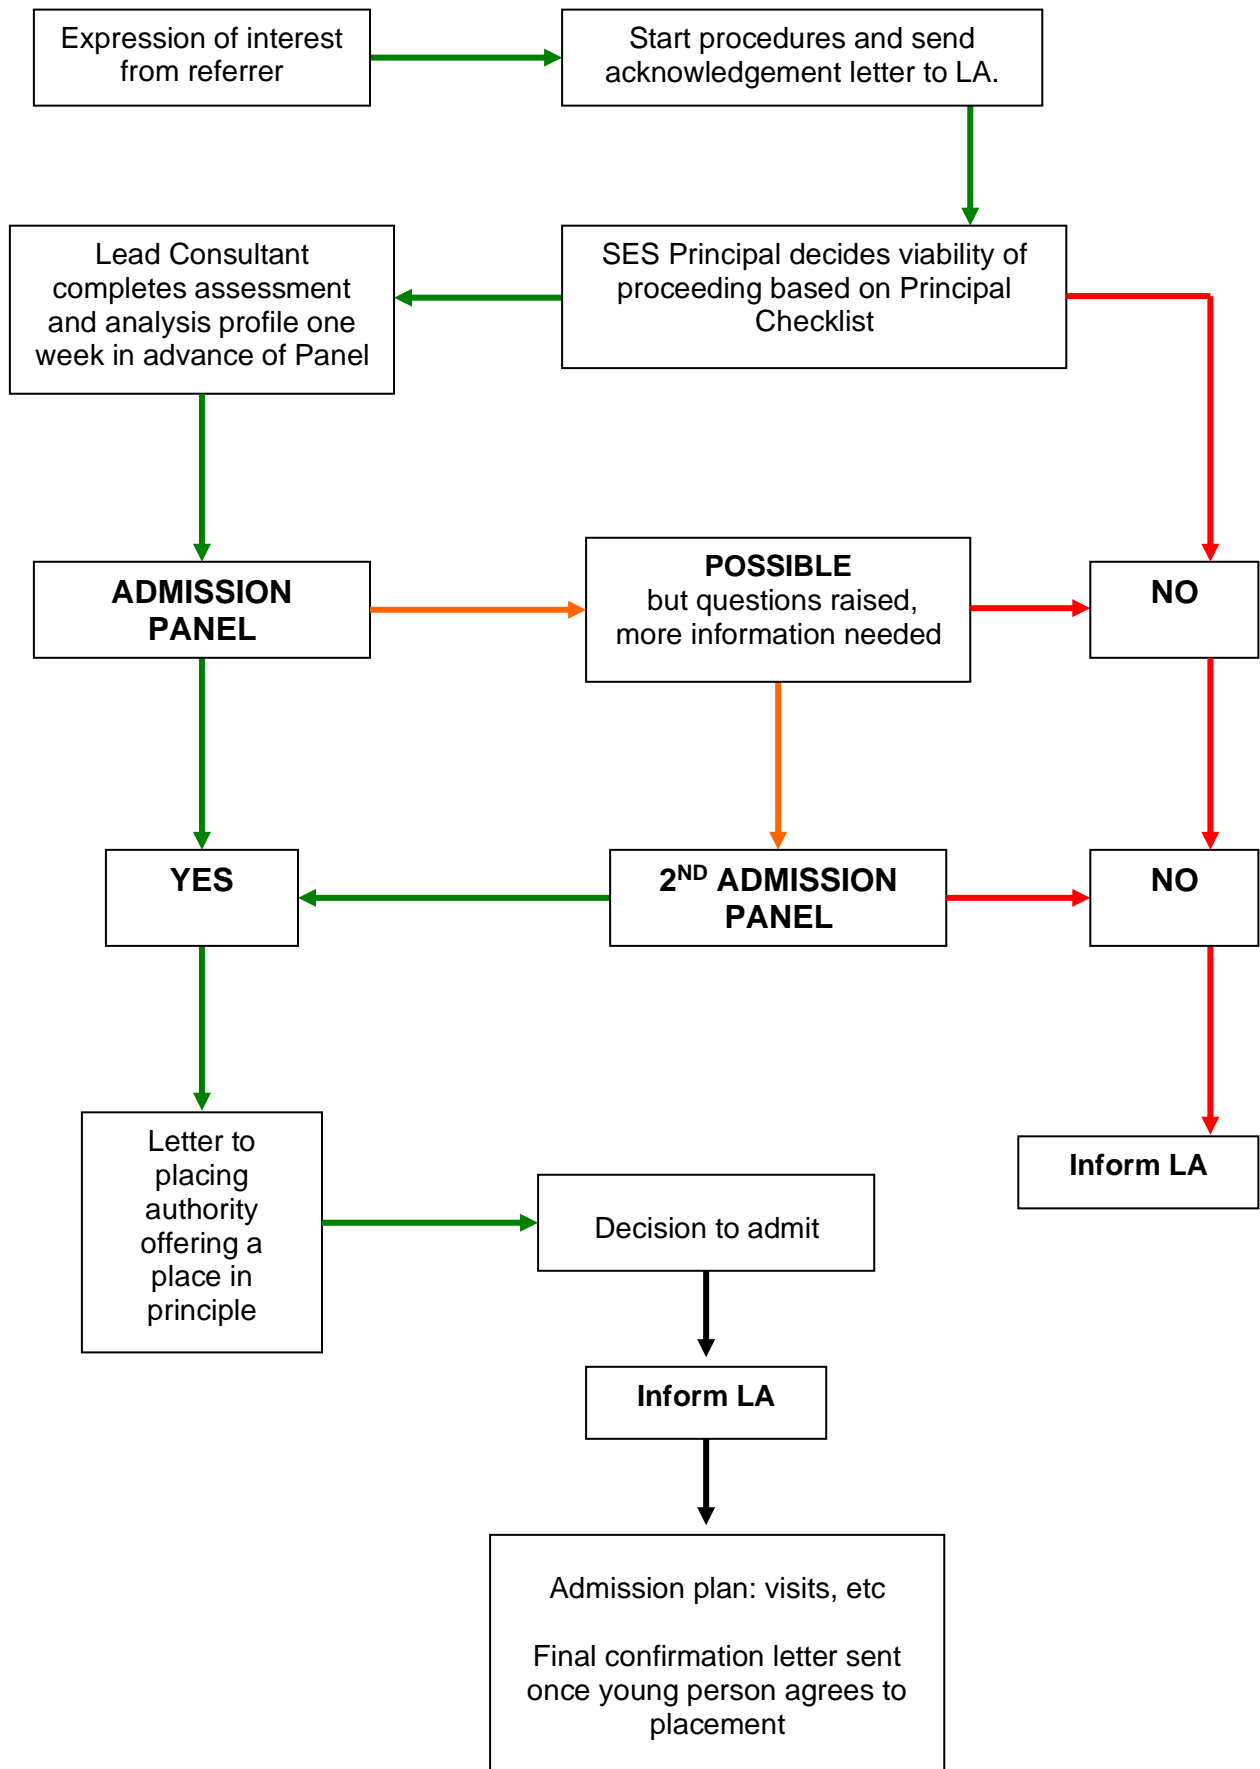 Expression of interest
from referrer
Start procedures and send
acknowledgement letter to LA.
Lead Consultant
completes assessment
and analysis profile one
week in advance of Panel
SES Principal decides viability of
proceeding based on Principal
Checklist
ADMISSION
PANEL
POSSIBLE
but questions raised,
more information needed
NO
YES
2ND ADMISSION
PANEL
NO
Letter to
placing
authority
offering a
place in
principle
Decision to admit
Inform LA
Inform LA
Admission plan: visits, etc
Final confirmation letter sent
once young person agrees to
placement